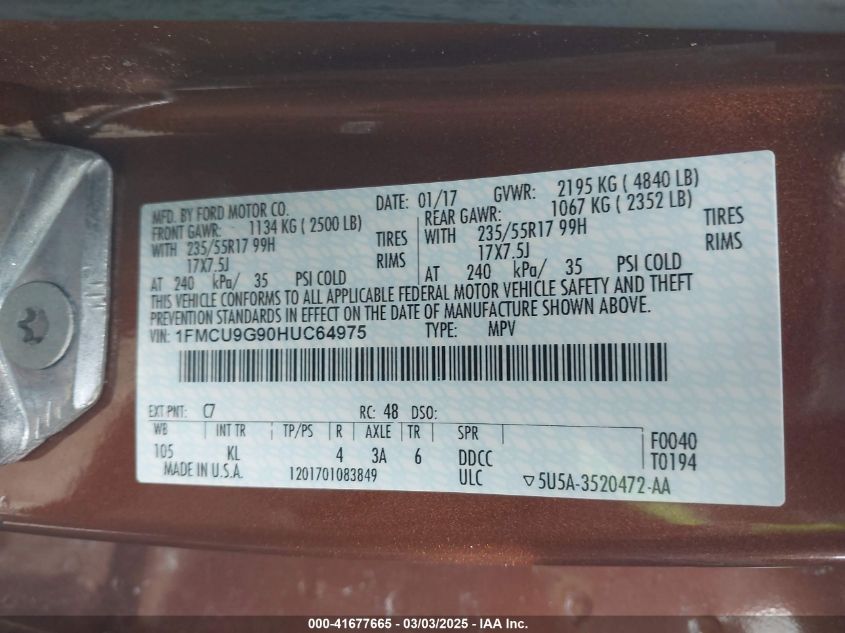 MFD. BY FORD MOTOR CO. DATE: 01/17 GVWR: 2195 KG ( 4840 LB)
FRONT GAWR: 1134 KG ( 2500 LB) REAR GAWR: 1067 KG ( 2352 LB)
WITH 235/55R17 99H TIRES WITH 235/55R17 99H TIRES
17X7.5J RIMS 17X7.5J RIMS
AT 240 kPa/ 35 PSI COLD AT 240 kPa/ 35 PSI COLD
THIS VEHICLE CONFORMS TO ALL APPLICABLE FEDERAL MOTOR VEHICLE SAFETY AND THEFT
PREVENTION STANDARDS IN EFFECT ON THE DATE OF MANUFACTURE SHOWN ABOVE.
VIN: 1FMCU9G90HUC64975 TYPE: MPV
EXT PNT: C7 RC: 48 DSO:
WB INT TR TP/PS R AXLE TR SPR F0040
105 KL 4 3A 6 DDCC T0194
MADE IN U.S.A. 1201701083849 ULC ▽5U5A-3520472-AA
000-41677665 - 03/03/2025 - IAA Inc.